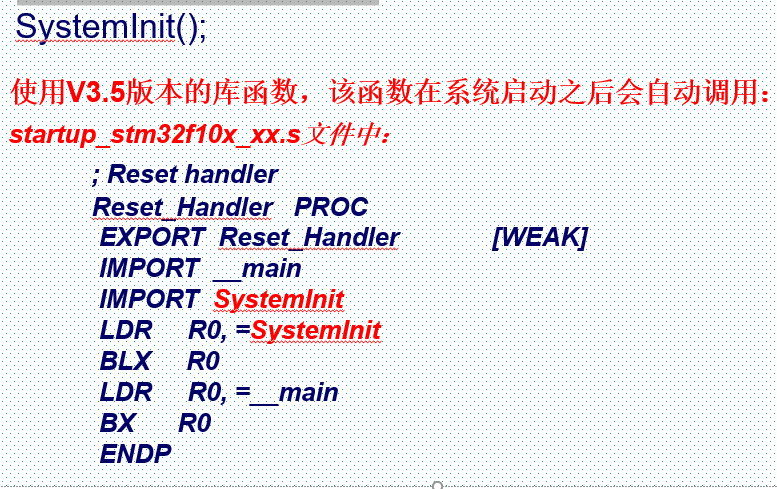 SystemInit();
使用V3.5版本的库函数，该函数在系统启动之后会自动调用：
startup_stm32f10x_xx.s文件中：
; Reset handler
Reset_Handler PROC
EXPORT Reset_Handler [WEAK]
IMPORT __main
IMPORT SystemInit
LDR R0, =SystemInit
BLX R0
LDR R0, =__main
BX R0
ENDP